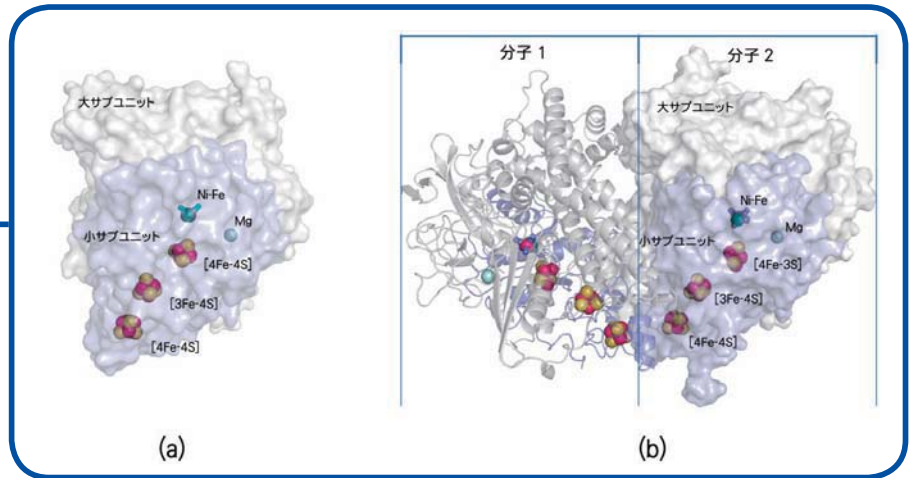 大サブユニット
Ni-Fe
Mg
小サブユニット
[4Fe-4S]
[3Fe-4S]
[4Fe-4S]
(a)
分子 1
分子 2
大サブユニット
Ni-Fe
Mg
小サブユニット
[4Fe-3S]
[3Fe-4S]
[4Fe-4S]
(b)